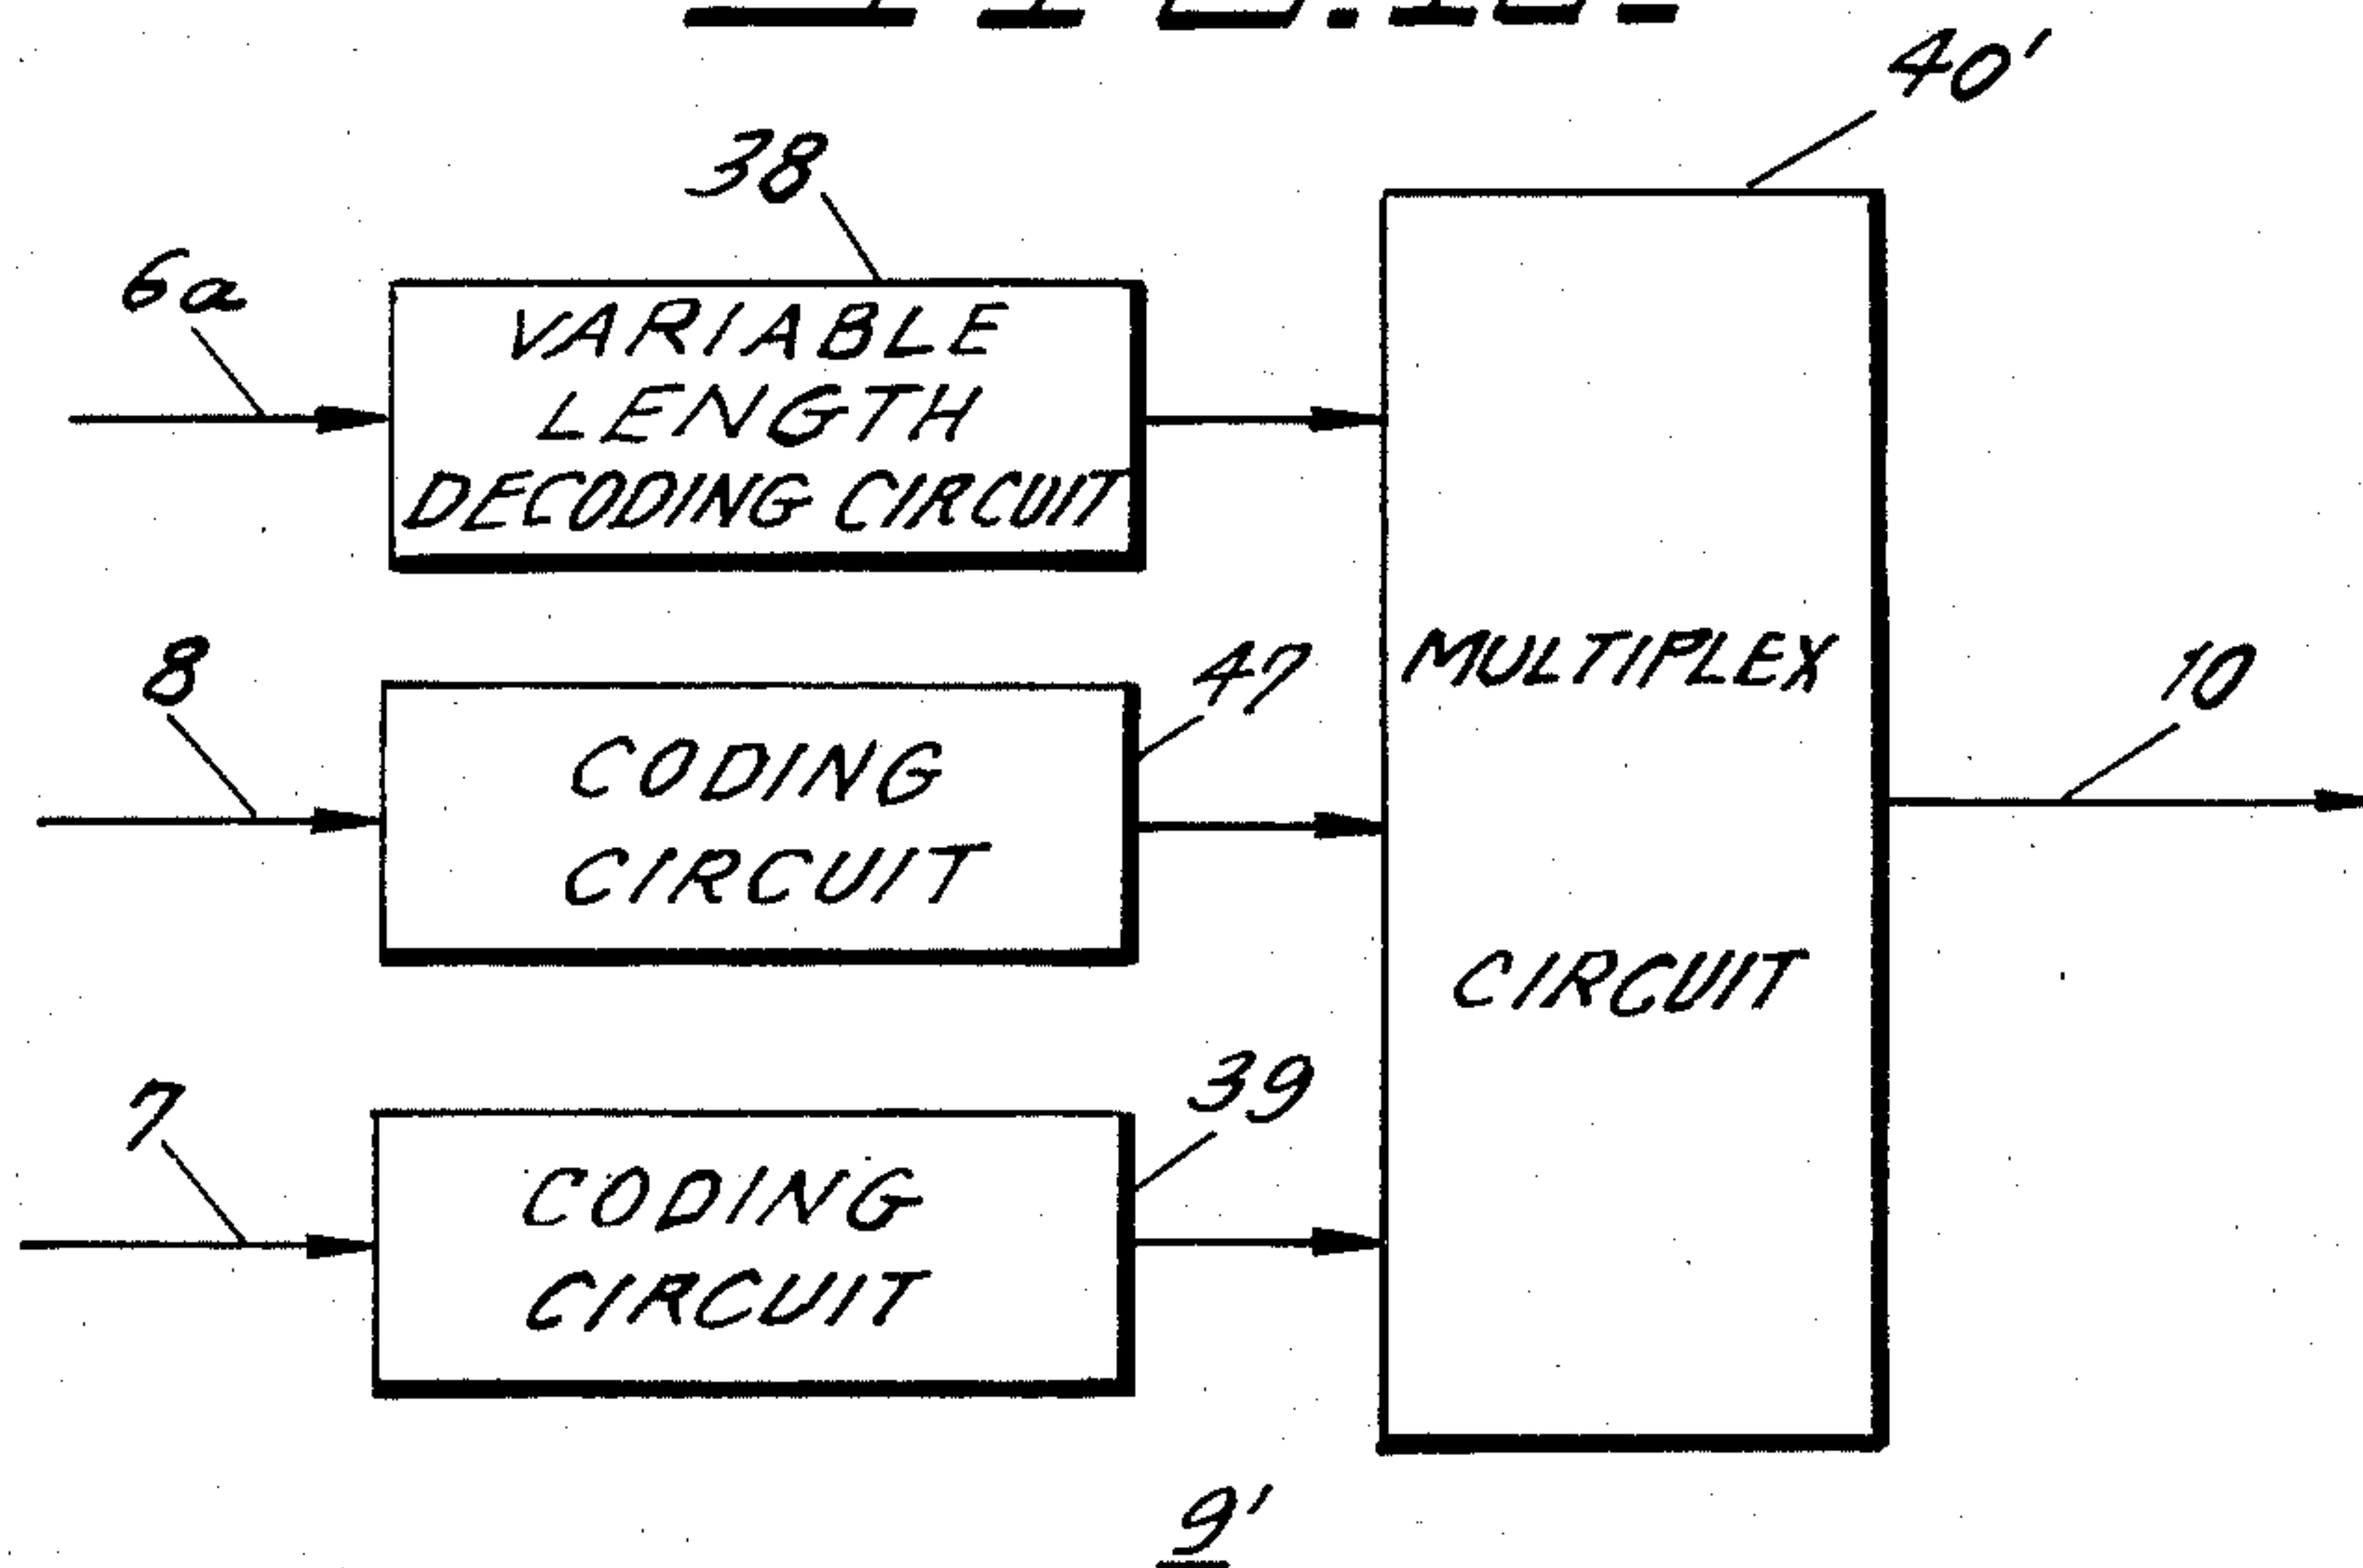 40'
38
6a
VARIABLE
LENGTH
DECODING CIRCUIT
8
47
MULTIPLEX
10
CODING
CIRCUIT
CIRCUIT
7
39
CODING
CIRCUIT
9'